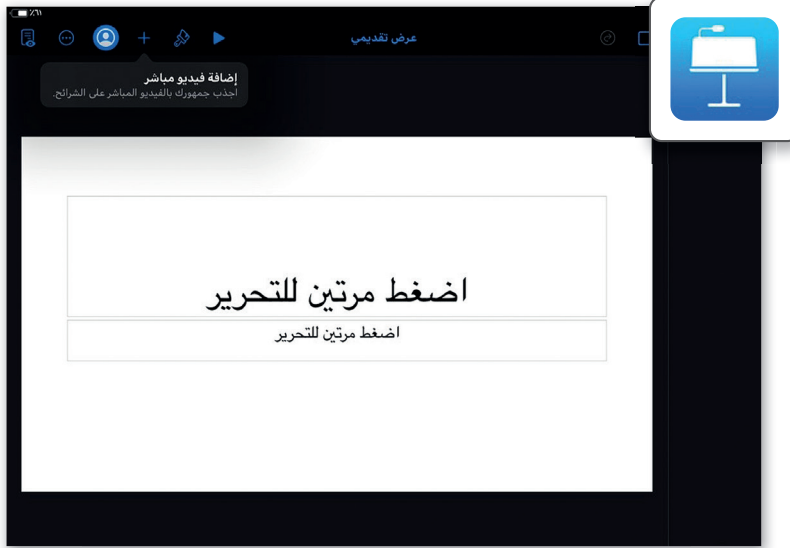 ٪٦١
عرض تقديمي
إضافة فيديو مباشر
اجذب جمهورك بالفيديو المباشر على الشرائح.
اضغط مرتين للتحرير
اضغط مرتين للتحرير